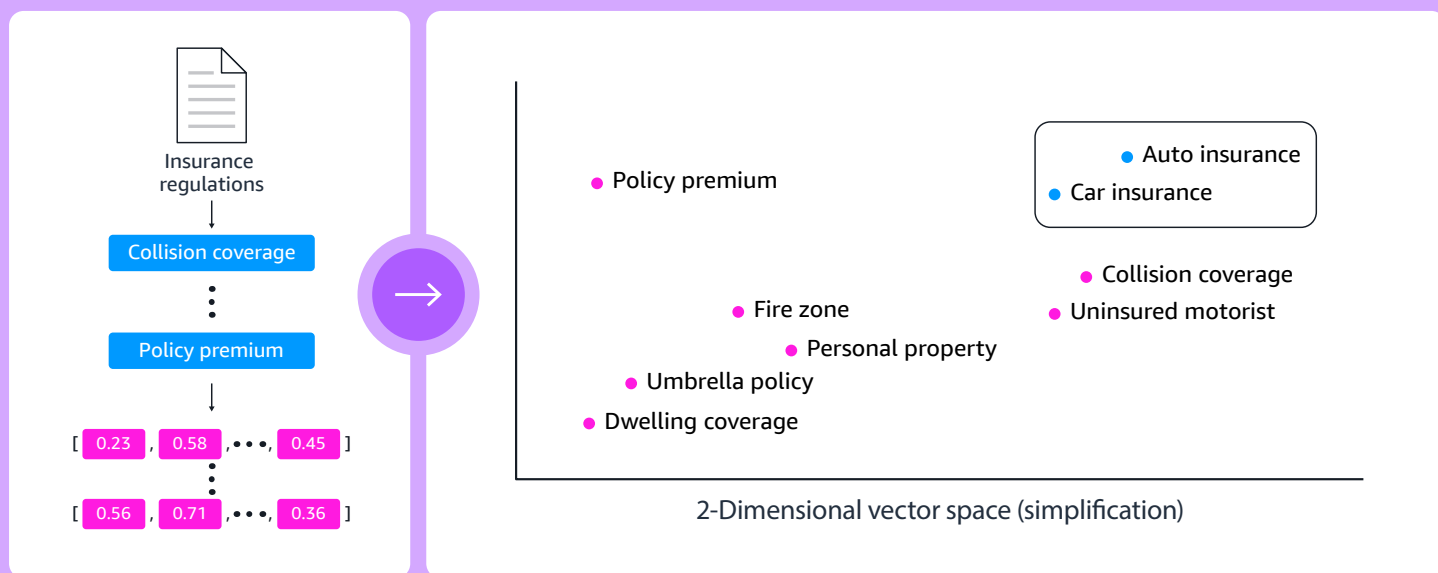 Insurance
regulations
Collision coverage
Policy premium
[ 0.23 , 0.58 , •••, 0.45 ]
[ 0.56 , 0.71 , •••, 0.36 ]
Auto insurance
Policy premium
Car insurance
Collision coverage
Fire zone
Uninsured motorist
Personal property
Umbrella policy
Dwelling coverage
2-Dimensional vector space (simplification)